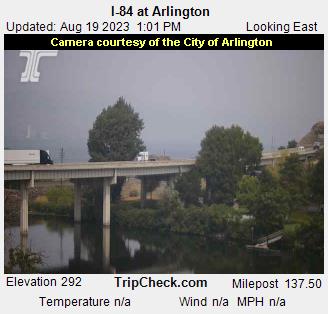 I-84 at Arlington
Updated: Aug 19 2023 1:01 PM Looking East
Camera courtesy of the City of Arlington
Elevation 292 TripCheck.com Milepost 137.50
Temperature n/a Wind n/a MPH n/a